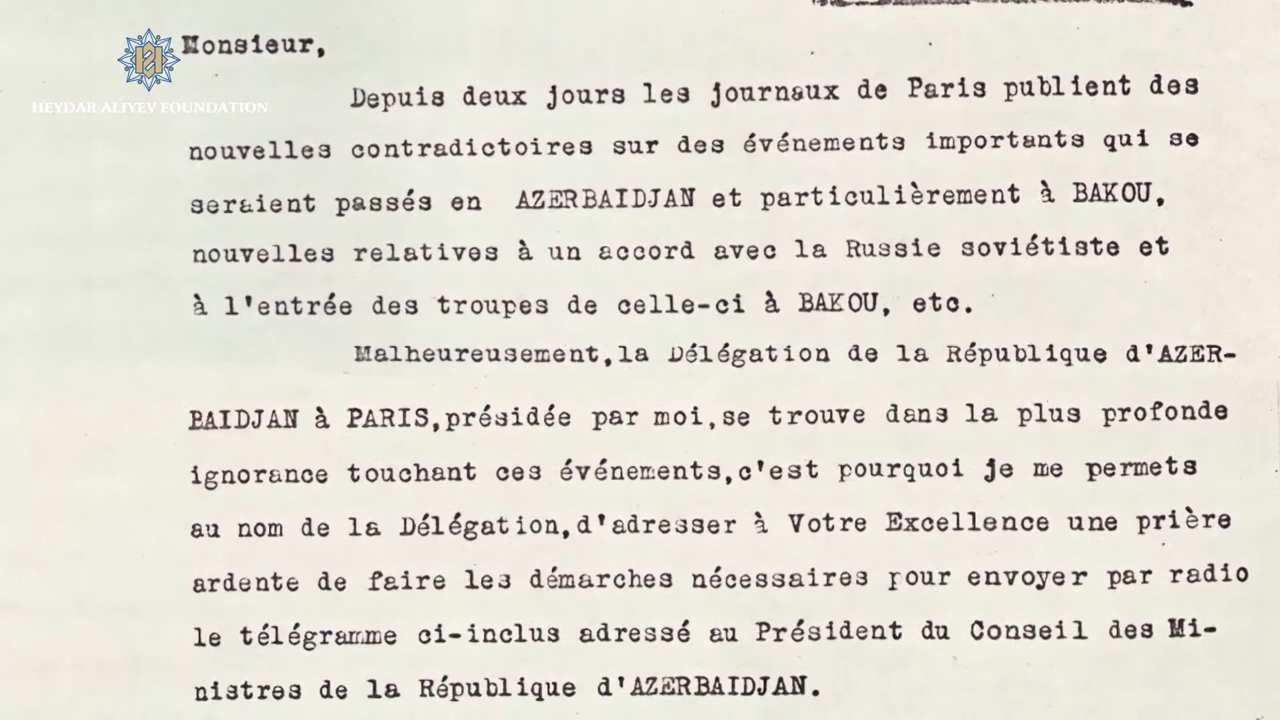 Monsieur,
HEYDAR ALIYEV FOUNDATION
Depuis deux jours les journaux de Paris publient des
nouvelles contradictoires sur des événements importants qui se
seraient passés en AZERBAIDJAN et particulièrement à BAKOU,
nouvelles relatives à un accord avec la Russie soviétiste et
à l'entrée des troupes de celle-ci à BAKOU, etc.
Malheureusement, la Délégation de la République d'AZER-
BAIDJAN à PARIS, présidée par moi, se trouve dans la plus profonde
ignorance touchant ces événements, c'est pourquoi je me permets
au nom de la Délégation, d'adresser à Votre Excellence une prière
ardente de faire les démarches nécessaires pour envoyer par radio
le télégramme ci-inclus adressé au Président du Conseil des Mi-
nistres de la République d'AZERBAIDJAN.